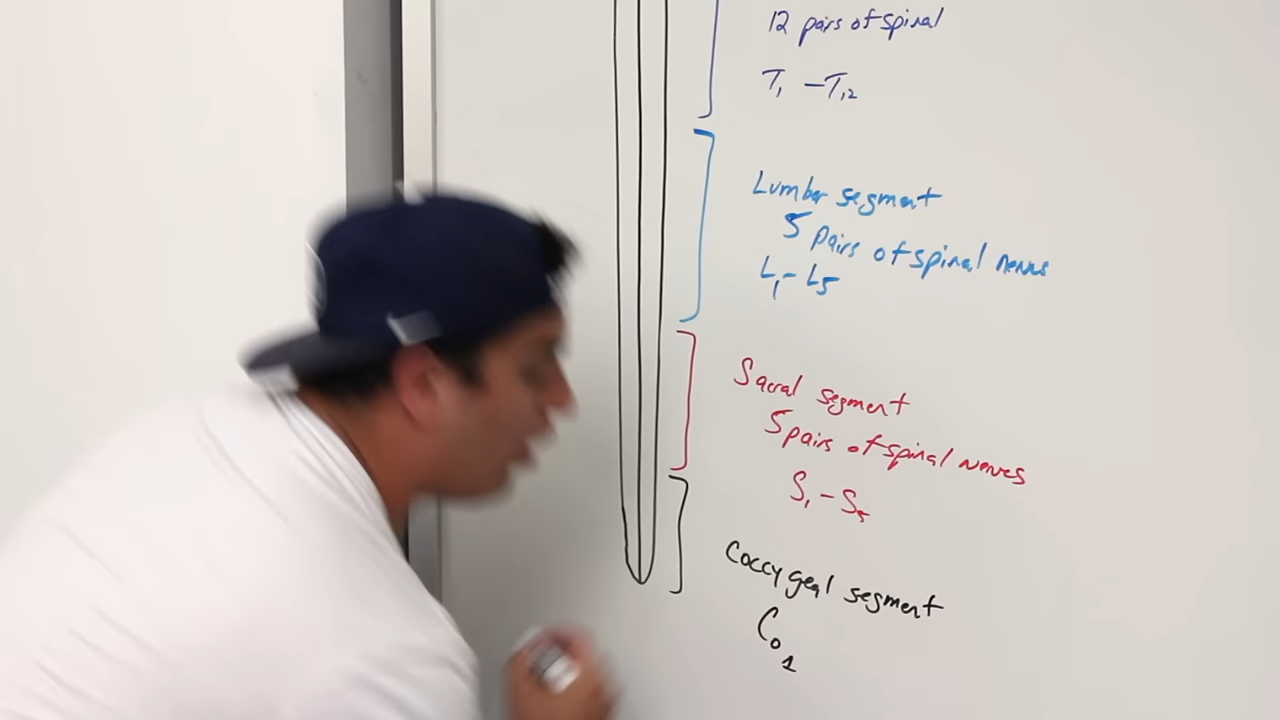 12 pairs of spinal
T1 - T12
Lumbar segment
5 pairs of spinal nerves
L1 - L5
Sacral segment
5 pairs of spinal nerves
S1 - S5
Coccygeal segment
Co1